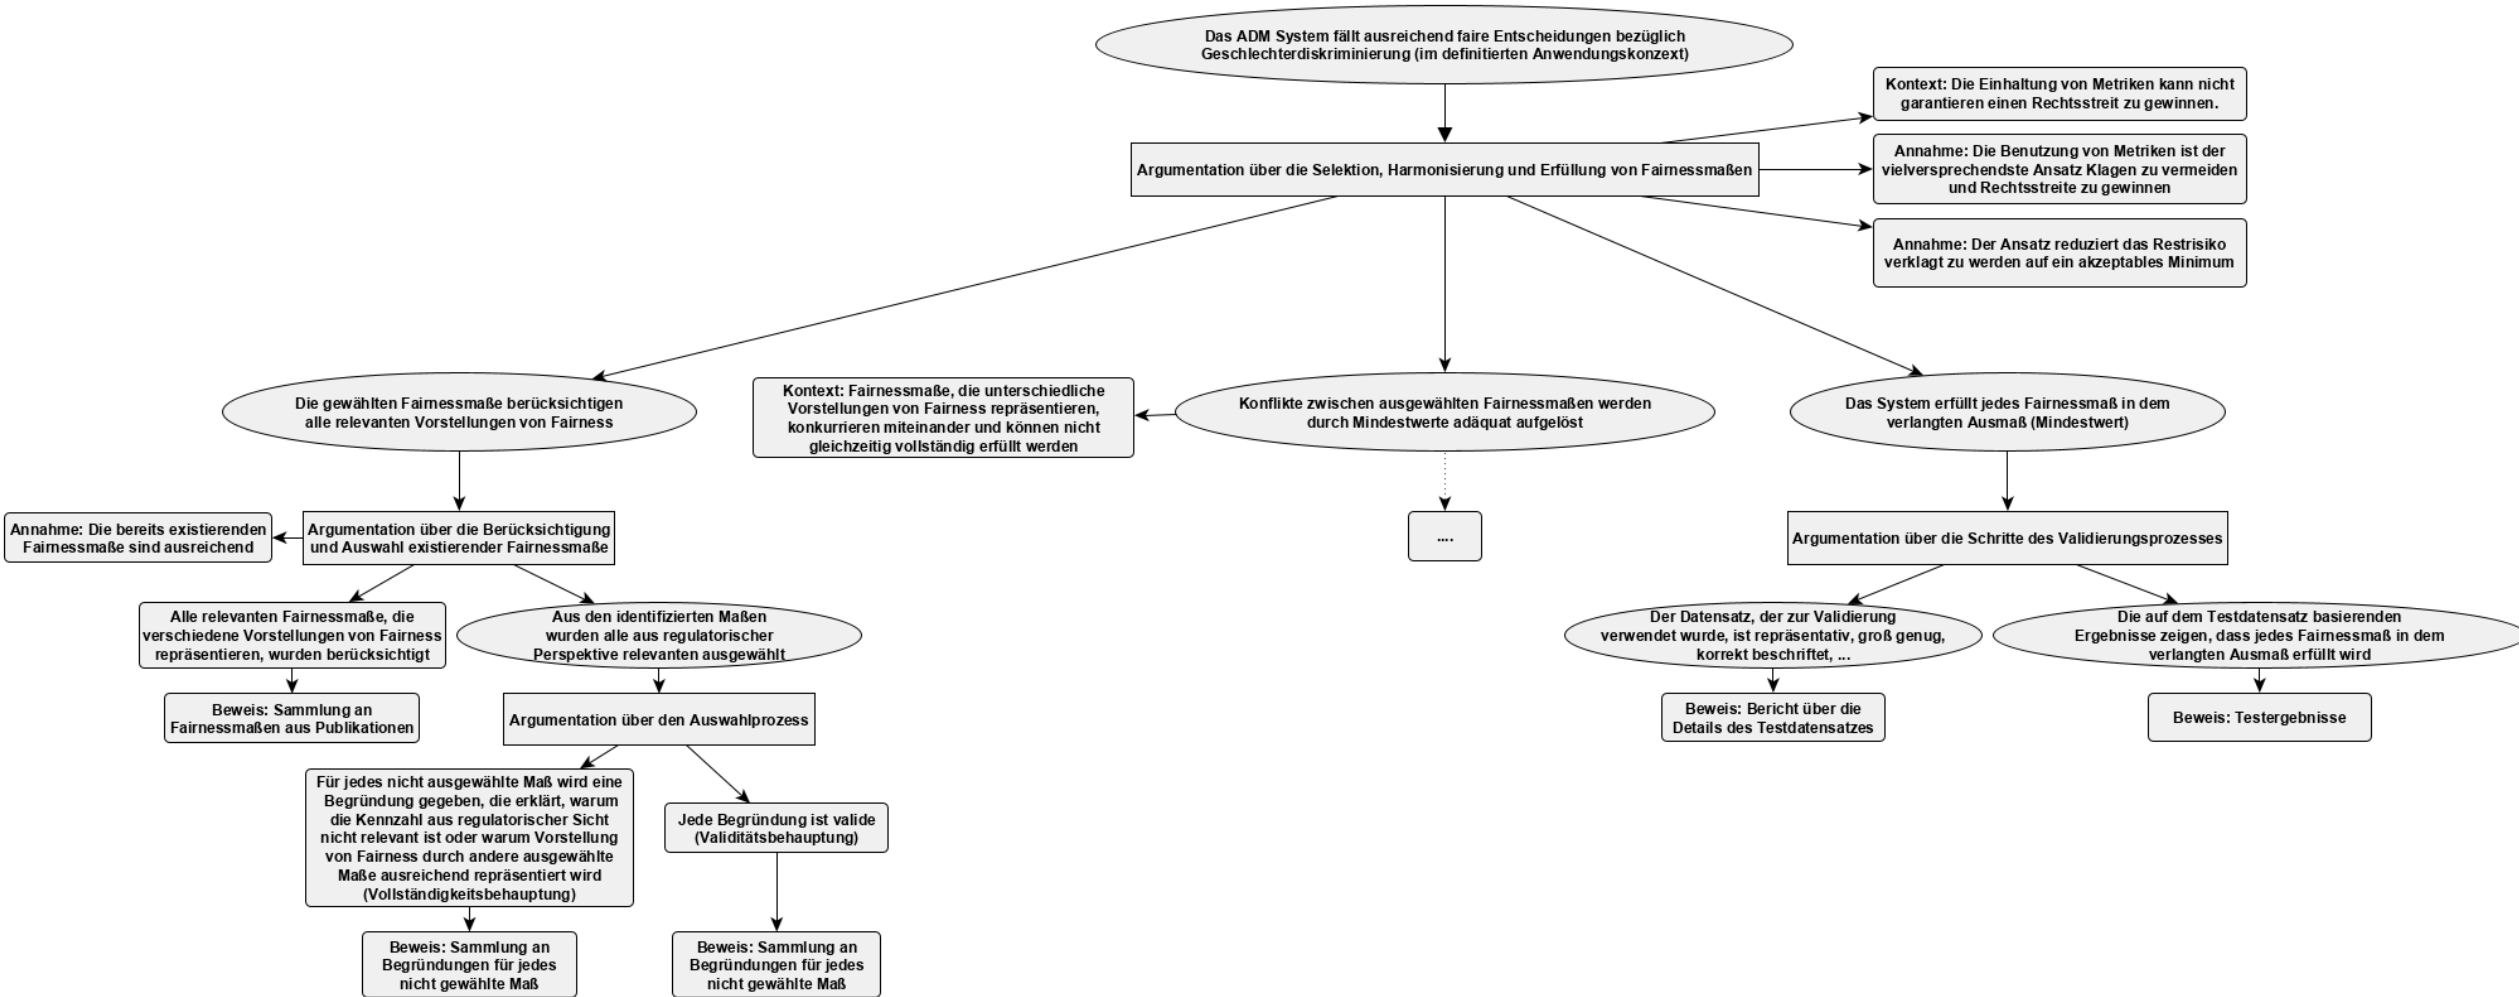 Das ADM System fällt ausreichend faire Entscheidungen bezüglich
Geschlechterdiskriminierung (im definierten Anwendungskonzext)
Kontext: Die Einhaltung von Metriken kann nicht
garantieren einen Rechtsstreit zu gewinnen.
Argumentation über die Selektion, Harmonisierung und Erfüllung von Fairnessmaßen
Annahme: Die Benutzung von Metriken ist der
vielversprechendste Ansatz Klagen zu vermeiden
und Rechtsstreite zu gewinnen
Annahme: Der Ansatz reduziert das Restrisiko
verklagt zu werden auf ein akzeptables Minimum
Die gewählten Fairnessmaße berücksichtigen
alle relevanten Vorstellungen von Fairness
Kontext: Fairnessmaße, die unterschiedliche
Vorstellungen von Fairness repräsentieren,
konkurrieren miteinander und können nicht
gleichzeitig vollständig erfüllt werden
Konflikte zwischen ausgewählten Fairnessmaßen werden
durch Mindestwerte adäquat aufgelöst
Das System erfüllt jedes Fairnessmaß in dem
verlangten Ausmaß (Mindestwert)
Annahme: Die bereits existierenden
Fairnessmaße sind ausreichend
Argumentation über die Berücksichtigung
und Auswahl existierender Fairnessmaße
....
Argumentation über die Schritte des Validierungsprozesses
Alle relevanten Fairnessmaße, die
verschiedene Vorstellungen von Fairness
repräsentieren, wurden berücksichtigt
Aus den identifizierten Maßen
wurden alle aus regulatorischer
Perspektive relevanten ausgewählt
Der Datensatz, der zur Validierung
verwendet wurde, ist repräsentativ, groß genug,
korrekt beschriftet, ...
Die auf dem Testdatensatz basierenden
Ergebnisse zeigen, dass jedes Fairnessmaß in dem
verlangten Ausmaß erfüllt wird
Beweis: Sammlung an
Fairnessmaßen aus Publikationen
Argumentation über den Auswahlprozess
Beweis: Bericht über die
Details des Testdatensatzes
Beweis: Testergebnisse
Für jedes nicht ausgewählte Maß wird eine
Begründung gegeben, die erklärt, warum
die Kennzahl aus regulatorischer Sicht
nicht relevant ist oder warum Vorstellung
von Fairness durch andere ausgewählte
Maße ausreichend repräsentiert wird
(Vollständigkeitsbehauptung)
Jede Begründung ist valide
(Validitätsbehauptung)
Beweis: Sammlung an
Begründungen für jedes
nicht gewählte Maß
Beweis: Sammlung an
Begründungen für jedes
nicht gewählte Maß